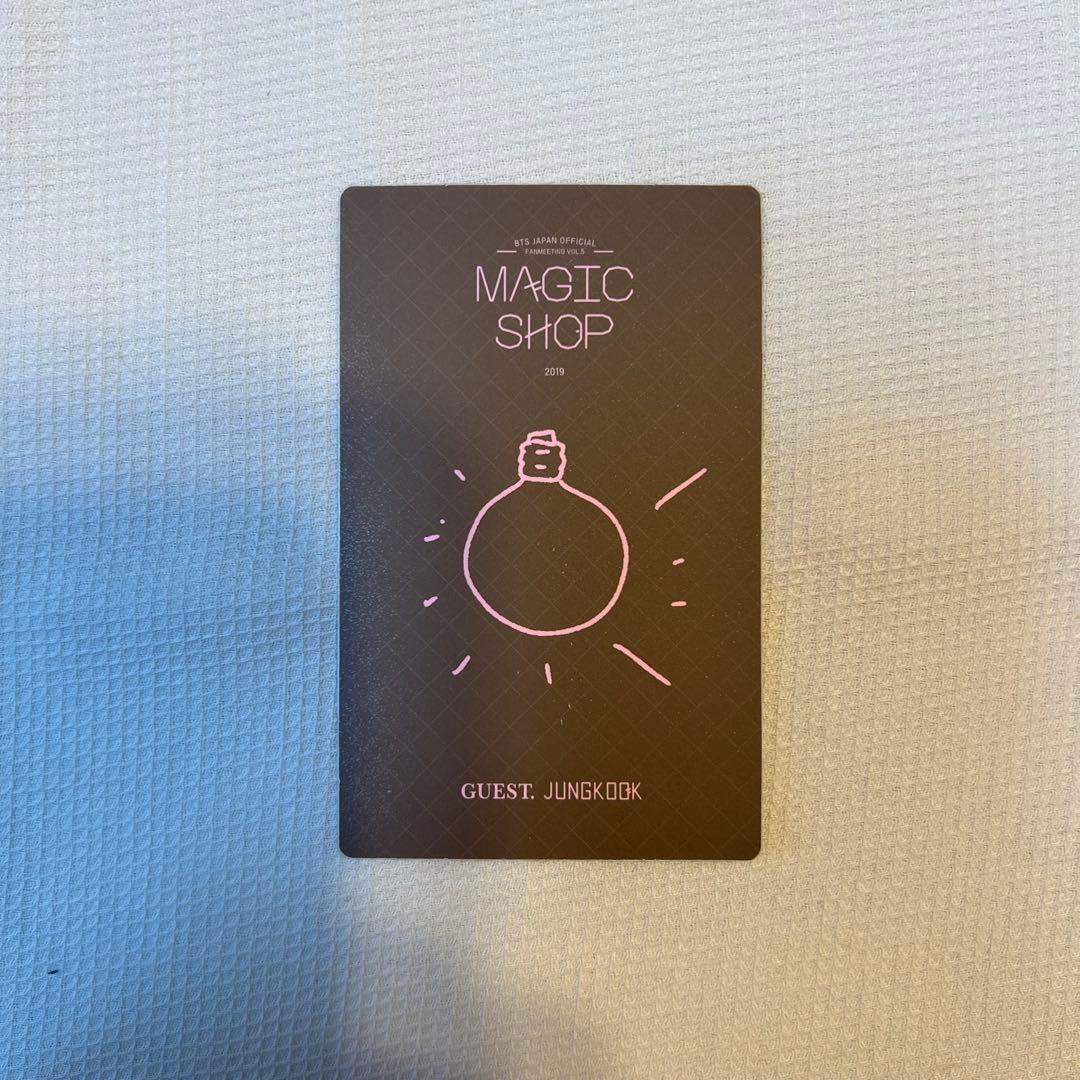 BTS JAPAN OFFICIAL
FANMEETING VOL.5
MAGIC
SHOP
2019
GUEST. JUNGKOOK